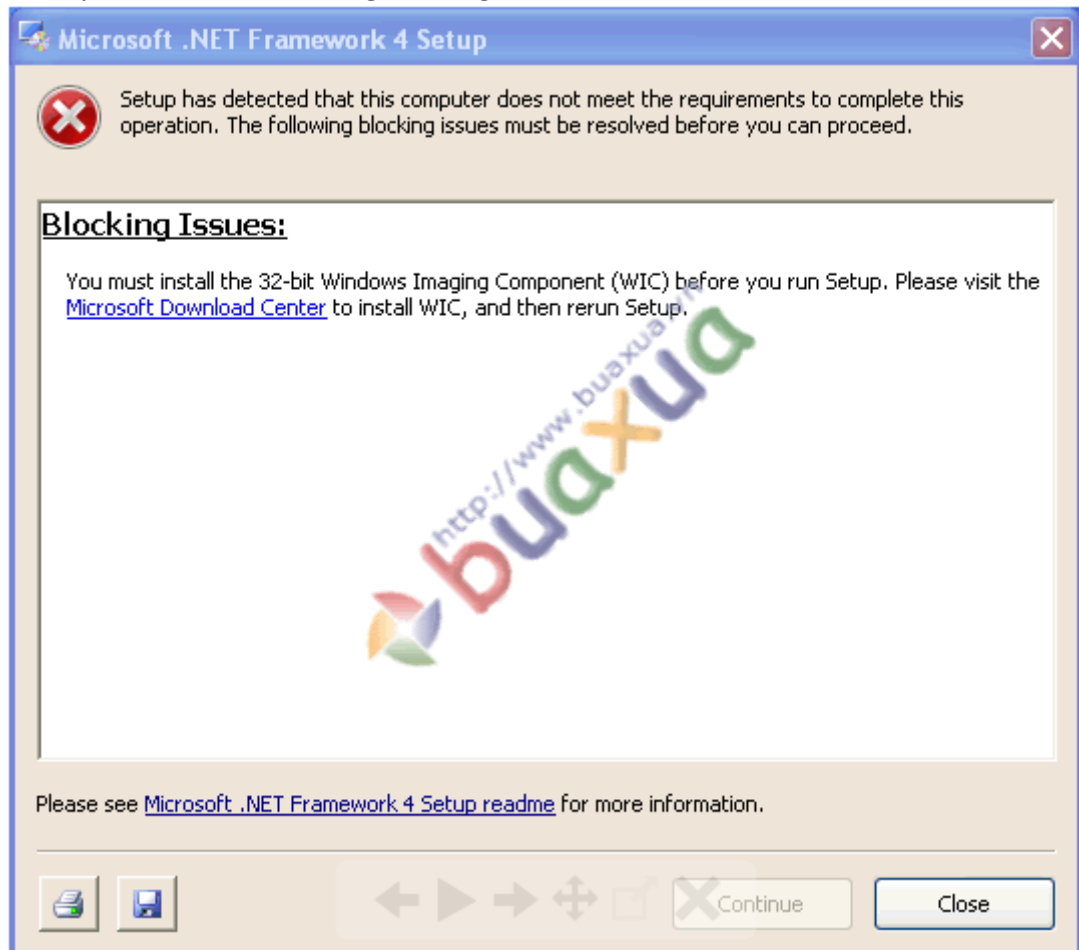 Microsoft .NET Framework 4 Setup
Setup has detected that this computer does not meet the requirements to complete this
operation. The following blocking issues must be resolved before you can proceed.
Blocking Issues:
You must install the 32-bit Windows Imaging Component (WIC) before you run Setup. Please visit the
Microsoft Download Center to install WIC, and then rerun Setup.
http://www.buaxua.vn
buaxua
Please see Microsoft .NET Framework 4 Setup readme for more information.
Continue
Close